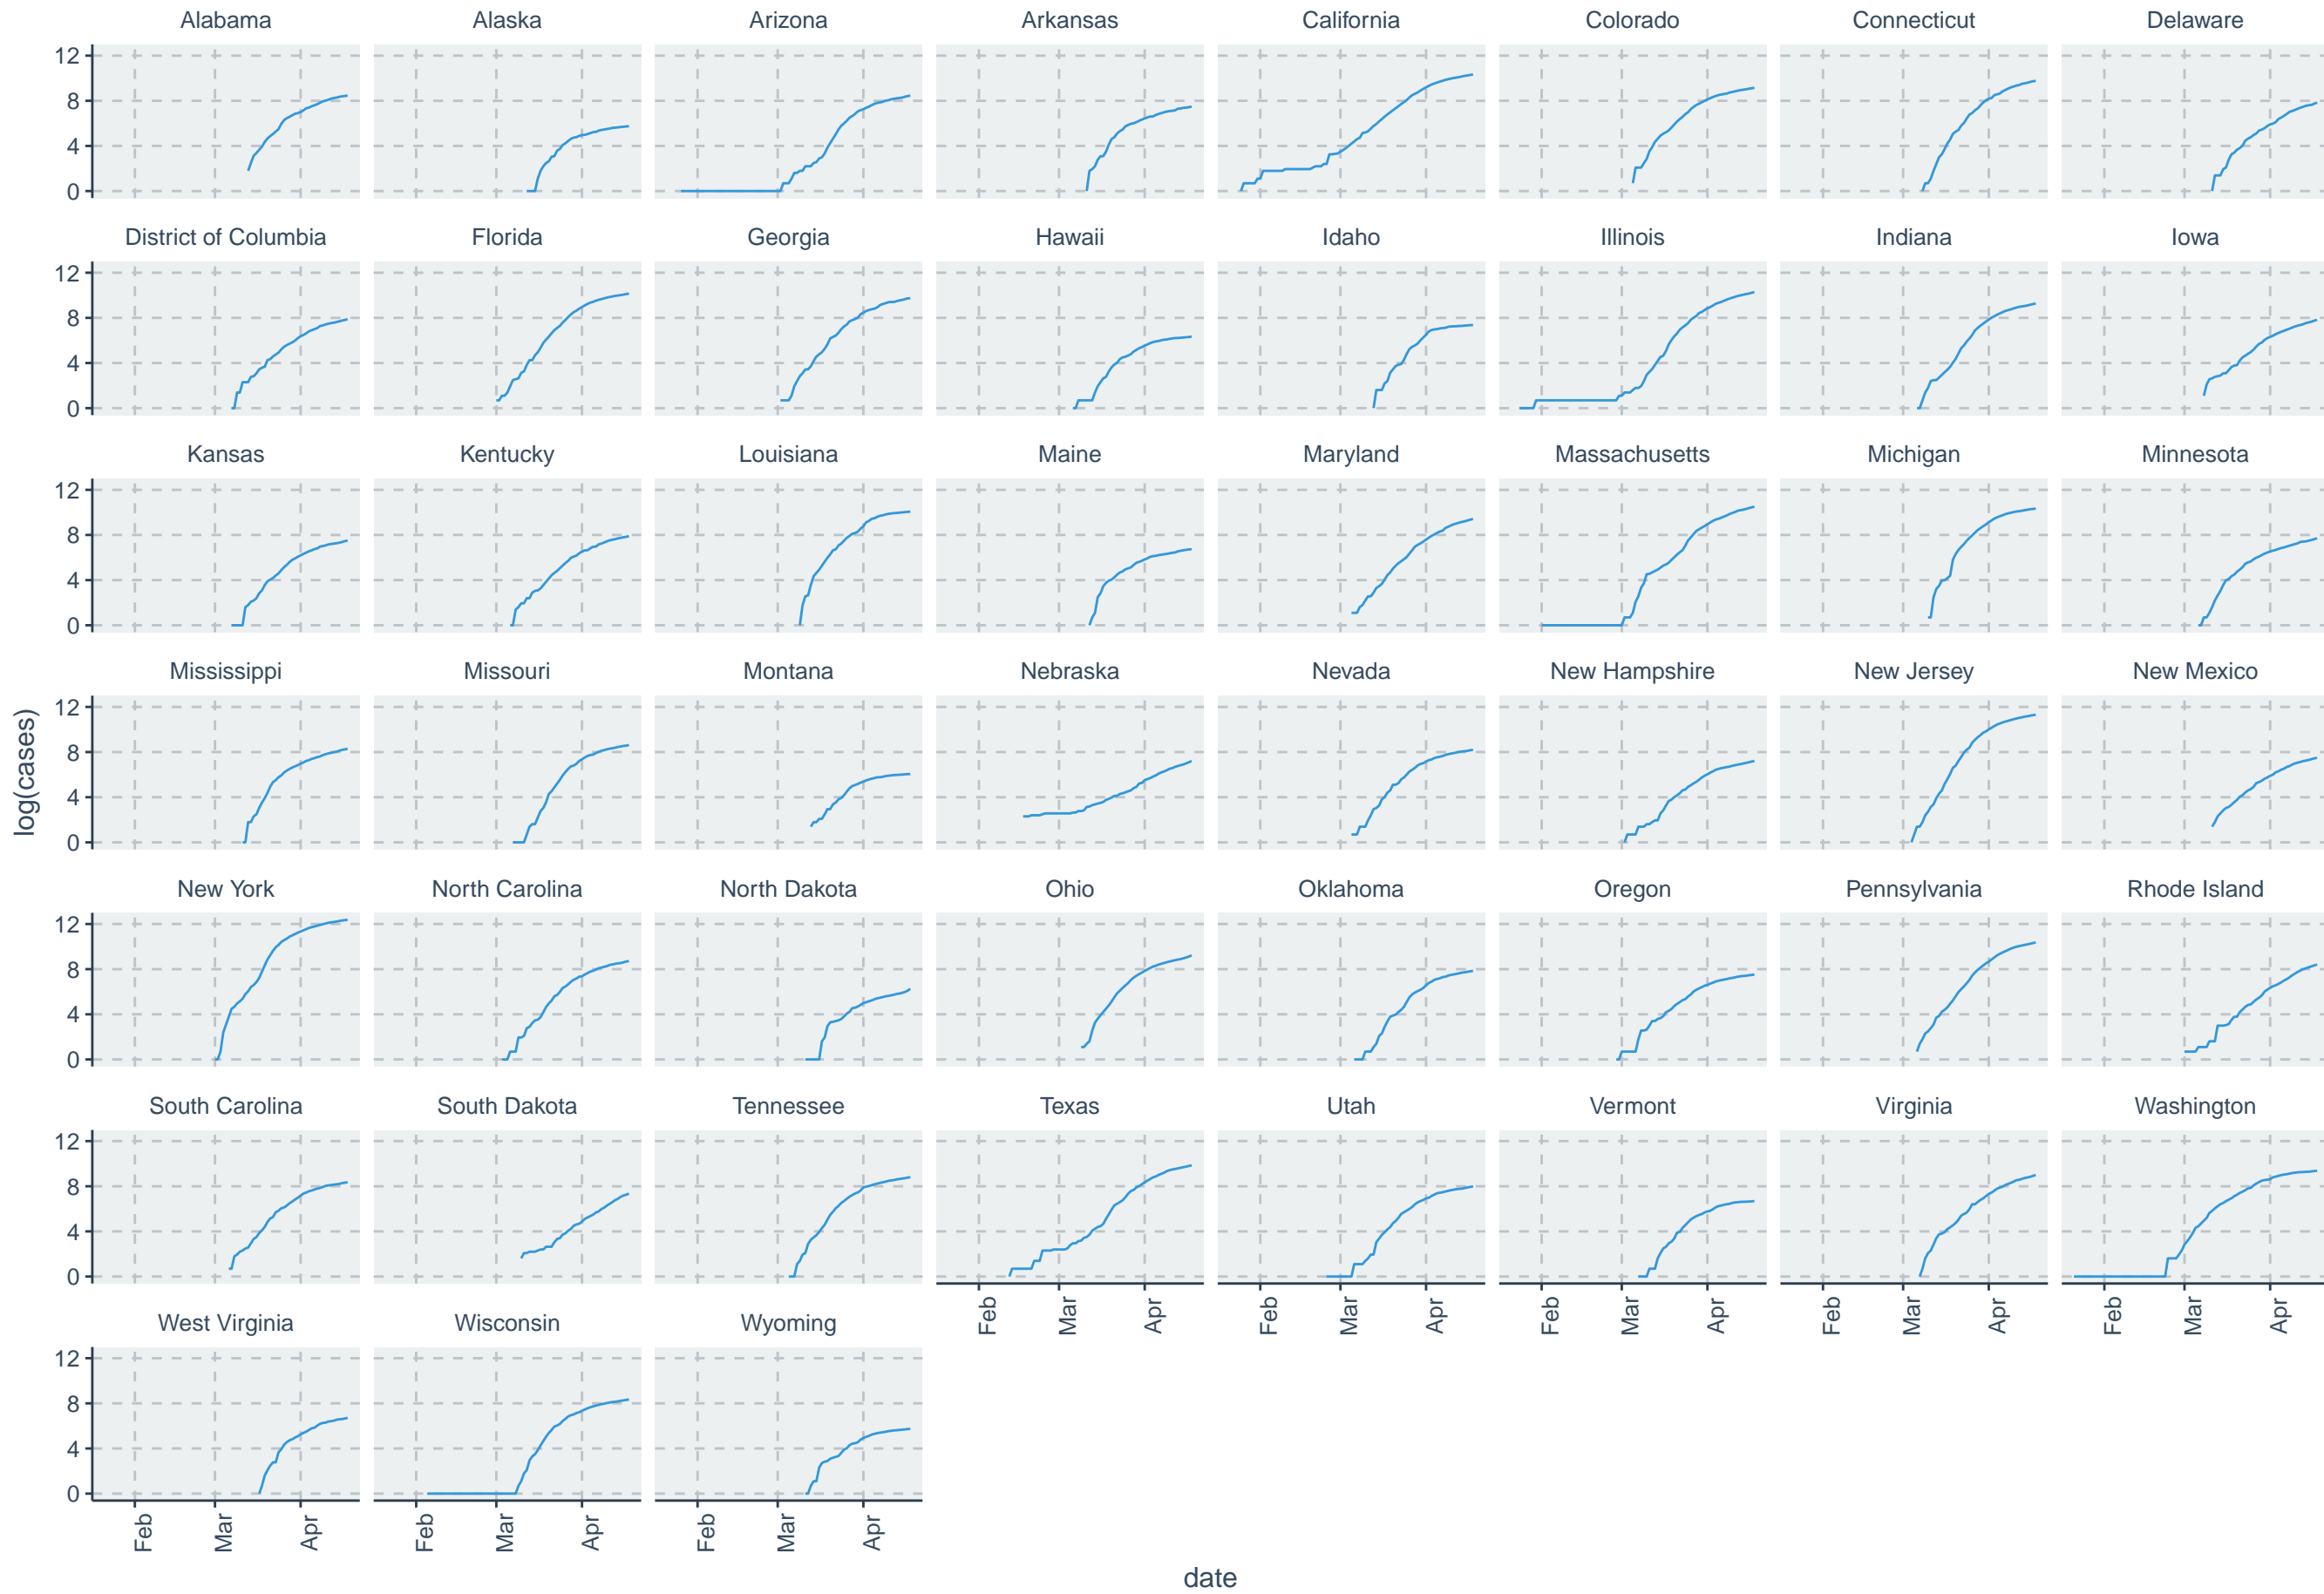 Alabama Alaska Arizona Arkansas California Colorado Connecticut Delaware
12
8
4
0
District of Columbia Florida Georgia Hawaii Idaho Illinois Indiana Iowa
12
8
4
0
Kansas Kentucky Louisiana Maine Maryland Massachusetts Michigan Minnesota
12
8
4
0
Mississippi Missouri Montana Nebraska Nevada New Hampshire New Jersey New Mexico
log(cases)
12
8
4
0
New York North Carolina North Dakota Ohio Oklahoma Oregon Pennsylvania Rhode Island
12
8
4
0
South Carolina South Dakota Tennessee Texas Utah Vermont Virginia Washington
12
8
4
0
Feb Mar Apr Feb Mar Apr Feb Mar Apr Feb Mar Apr Feb Mar Apr
West Virginia Wisconsin Wyoming
12
8
4
0
Feb Mar Apr Feb Mar Apr Feb Mar Apr
date